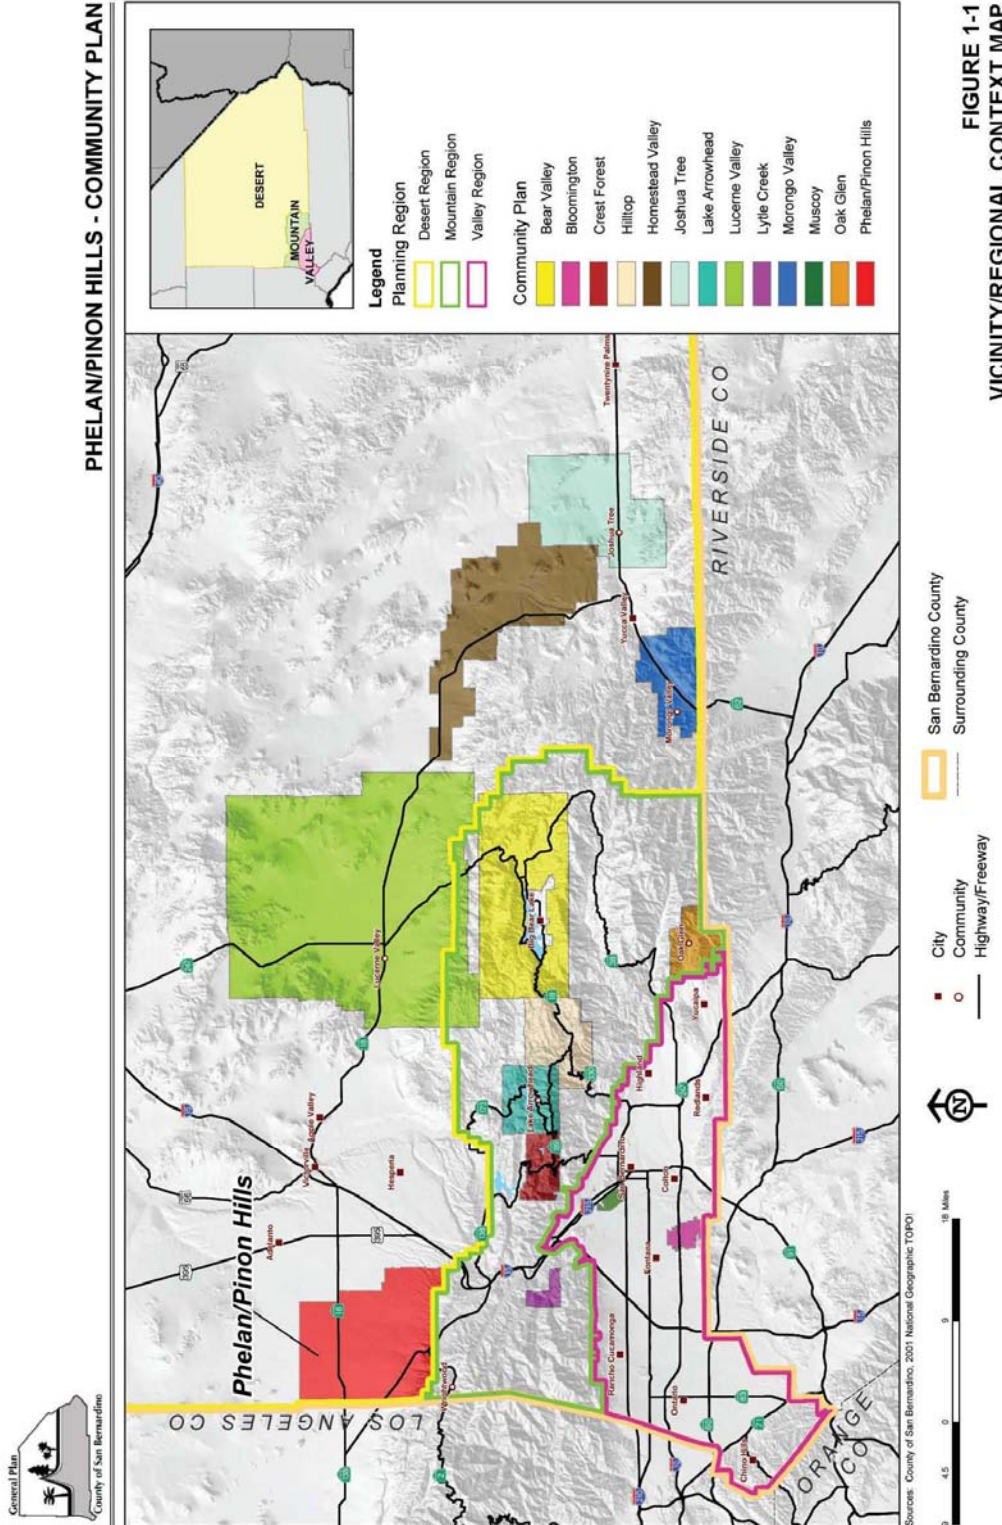 General Plan
County of San Bernardino
PHELAN/PINON HILLS - COMMUNITY PLAN
DESERT
MOUNTAIN
VALLEY
Legend
Planning Region
Desert Region
Mountain Region
Valley Region
Community Plan
Bear Valley
Bloomington
Crest Forest
Hilltop
Homestead Valley
Joshua Tree
Lake Arrowhead
Lucerne Valley
Lytle Creek
Morongo Valley
Muscoy
Oak Glen
Phelan/Pinon Hills
Phelan/Pinon Hills
LOS ANGELES CO
RIVERSIDE CO
ORANGE
CO
395
395
18
Adelanto
Victorville
Apple Valley
Hesperia
Lucerne Valley
Wrightwood
Lake Arrowhead
Big Bear Lake
Twentynine Palms
Joshua Tree
Yucca Valley
Morongo Valley
Oak Glen
Yucaipa
Highland
Redlands
San Bernardino
Colton
Fontana
Rancho Cucamonga
Ontario
Chino Hills
Sources: County of San Bernardino, 2001 National Geographic TOPO!
9 4.5 0 9 18 Miles
N
City
Community
Highway/Freeway
San Bernardino County
Surrounding County
FIGURE 1-1
VICINITY/REGIONAL CONTEXT MAP